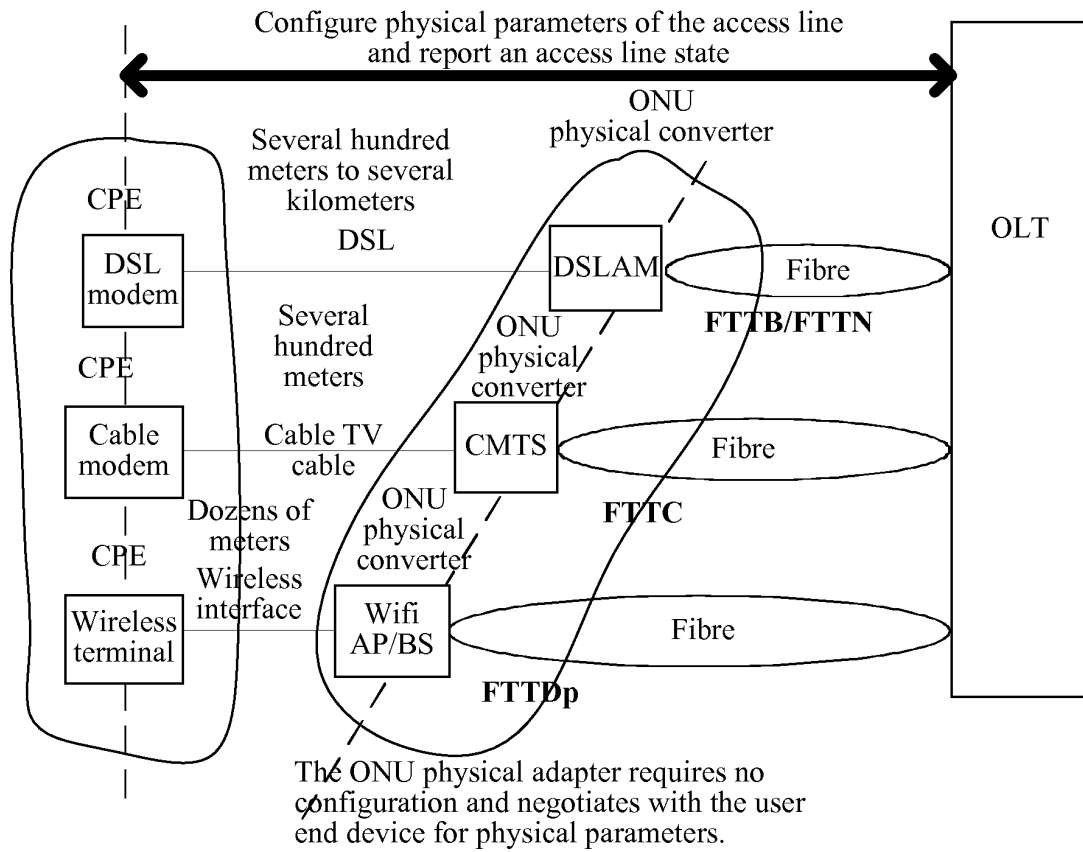 Configure physical parameters of the access line
and report an access line state
ONU
physical converter
Several hundred
meters to several
kilometers
CPE
DSL
OLT
DSL
modem
DSLAM
Fibre
FTTB/FTTN
Several
hundred
meters
ONU
physical
converter
CPE
Cable
modem
Cable TV
cable
CMTS
Fibre
FTTC
Dozens of
meters
ONU
physical
converter
CPE
Wireless
interface
Wireless
terminal
Wifi
AP/BS
Fibre
FTTDp
The ONU physical adapter requires no
configuration and negotiates with the user
end device for physical parameters.